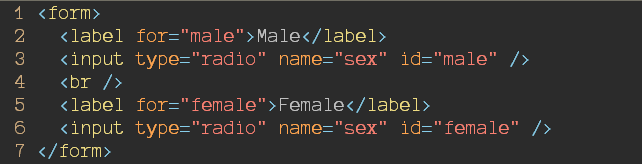 1 <form>
2   <label for="male">Male</label>
3   <input type="radio" name="sex" id="male" />
4   <br />
5   <label for="female">Female</label>
6   <input type="radio" name="sex" id="female" />
7 </form>